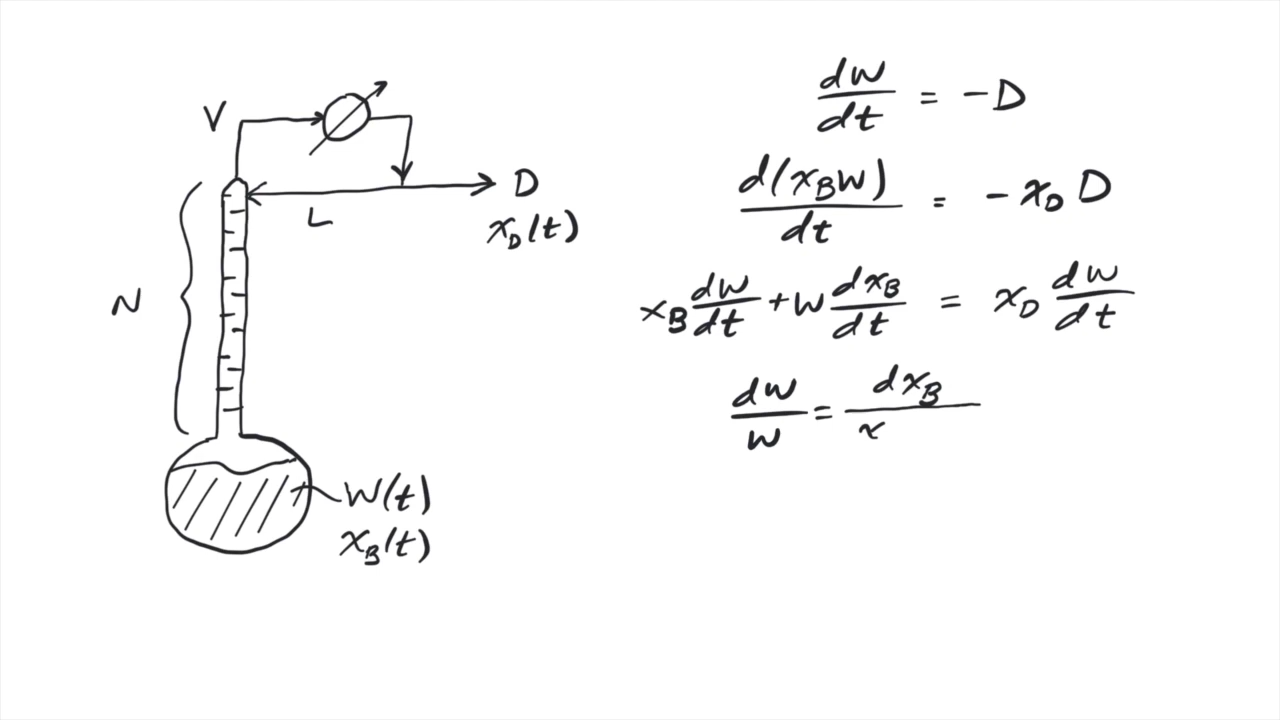 V
D
L
x_D(t)
N
W(t)
x_B(t)
dW/dt = -D
d(x_B W)/dt = -x_D D
x_B dW/dt + W dx_B/dt = x_D dW/dt
dW/W = dx_B/x